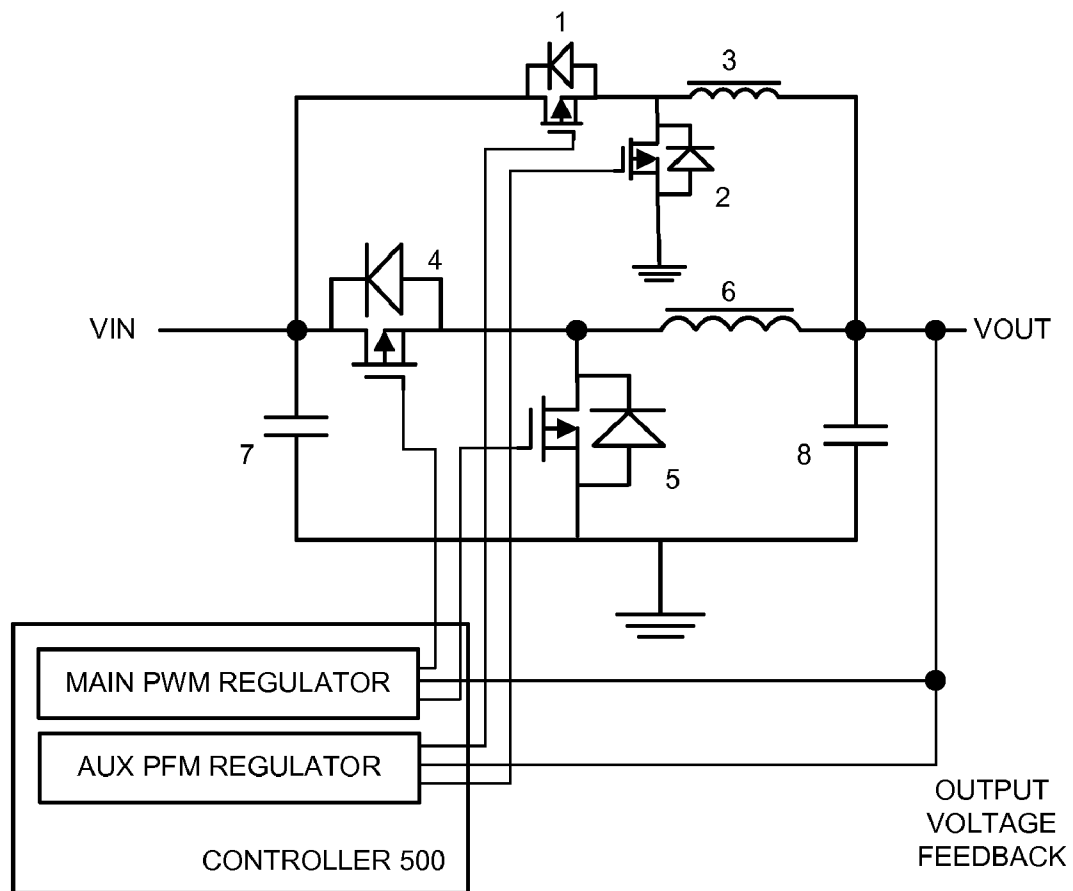 1
3
2
4
6
VIN
VOUT
7
5
8
MAIN PWM REGULATOR
AUX PFM REGULATOR
CONTROLLER 500
OUTPUT
VOLTAGE
FEEDBACK